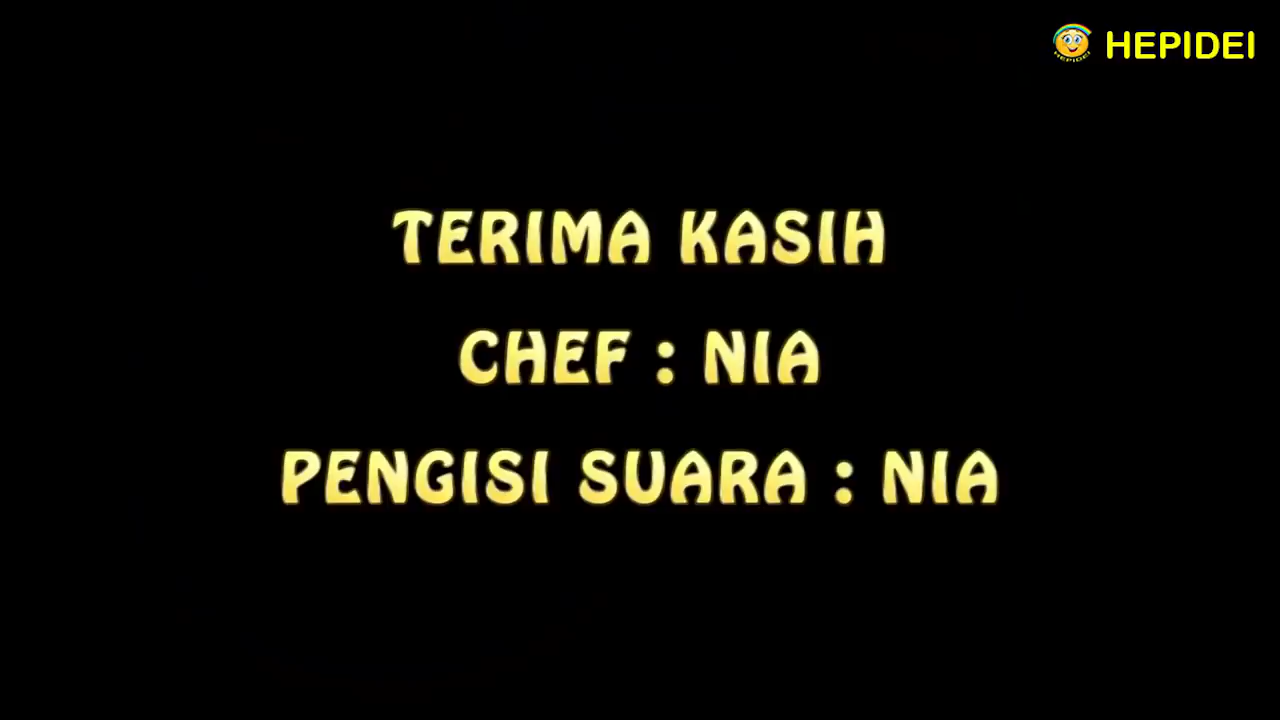 HEPIDEI
TERIMA KASIH
CHEF : NIA
PENGISI SUARA : NIA